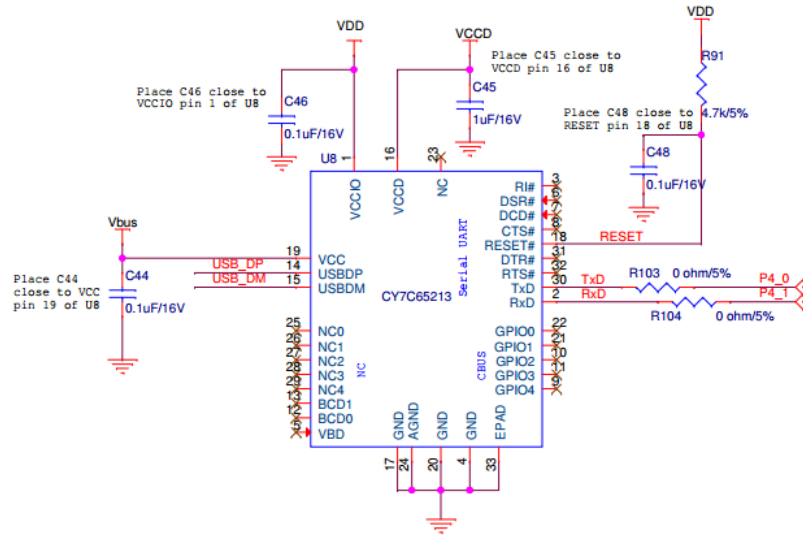 VDD
VCCD
VDD
Place C46 close to
VCCIO pin 1 of U8
C46
0.1uF/16V
Place C45 close to
VCCD pin 16 of U8
C45
1uF/16V
R91
4.7k/5%
Place C48 close to
RESET pin 18 of U8
C48
0.1uF/16V
U8
1
16
23
VCCIO
VCCD
NC
Vbus
Place C44
close to VCC
pin 19 of U8
C44
0.1uF/16V
19 VCC
USB_DP 14 USBDP
USB_DM 15 USBDM
CY7C65213
Serial UART
RI# 3
DSR# 6
DCD# 7
CTS# 8
RESET# 18 RESET
DTR# 31
RTS# 32
TxD 30 TxD R103 0 ohm/5% P4_0
RxD 2 RxD R104 0 ohm/5% P4_1
25 NC0
26 NC1
27 NC2
28 NC3
29 NC4
13 BCD1
12 BCD0
5 VBD
NC
CBUS
GPIO0 22
GPIO1 21
GPIO2 10
GPIO3 11
GPIO4 9
GND
AGND
GND
GND
EPAD
17
24
20
4
33